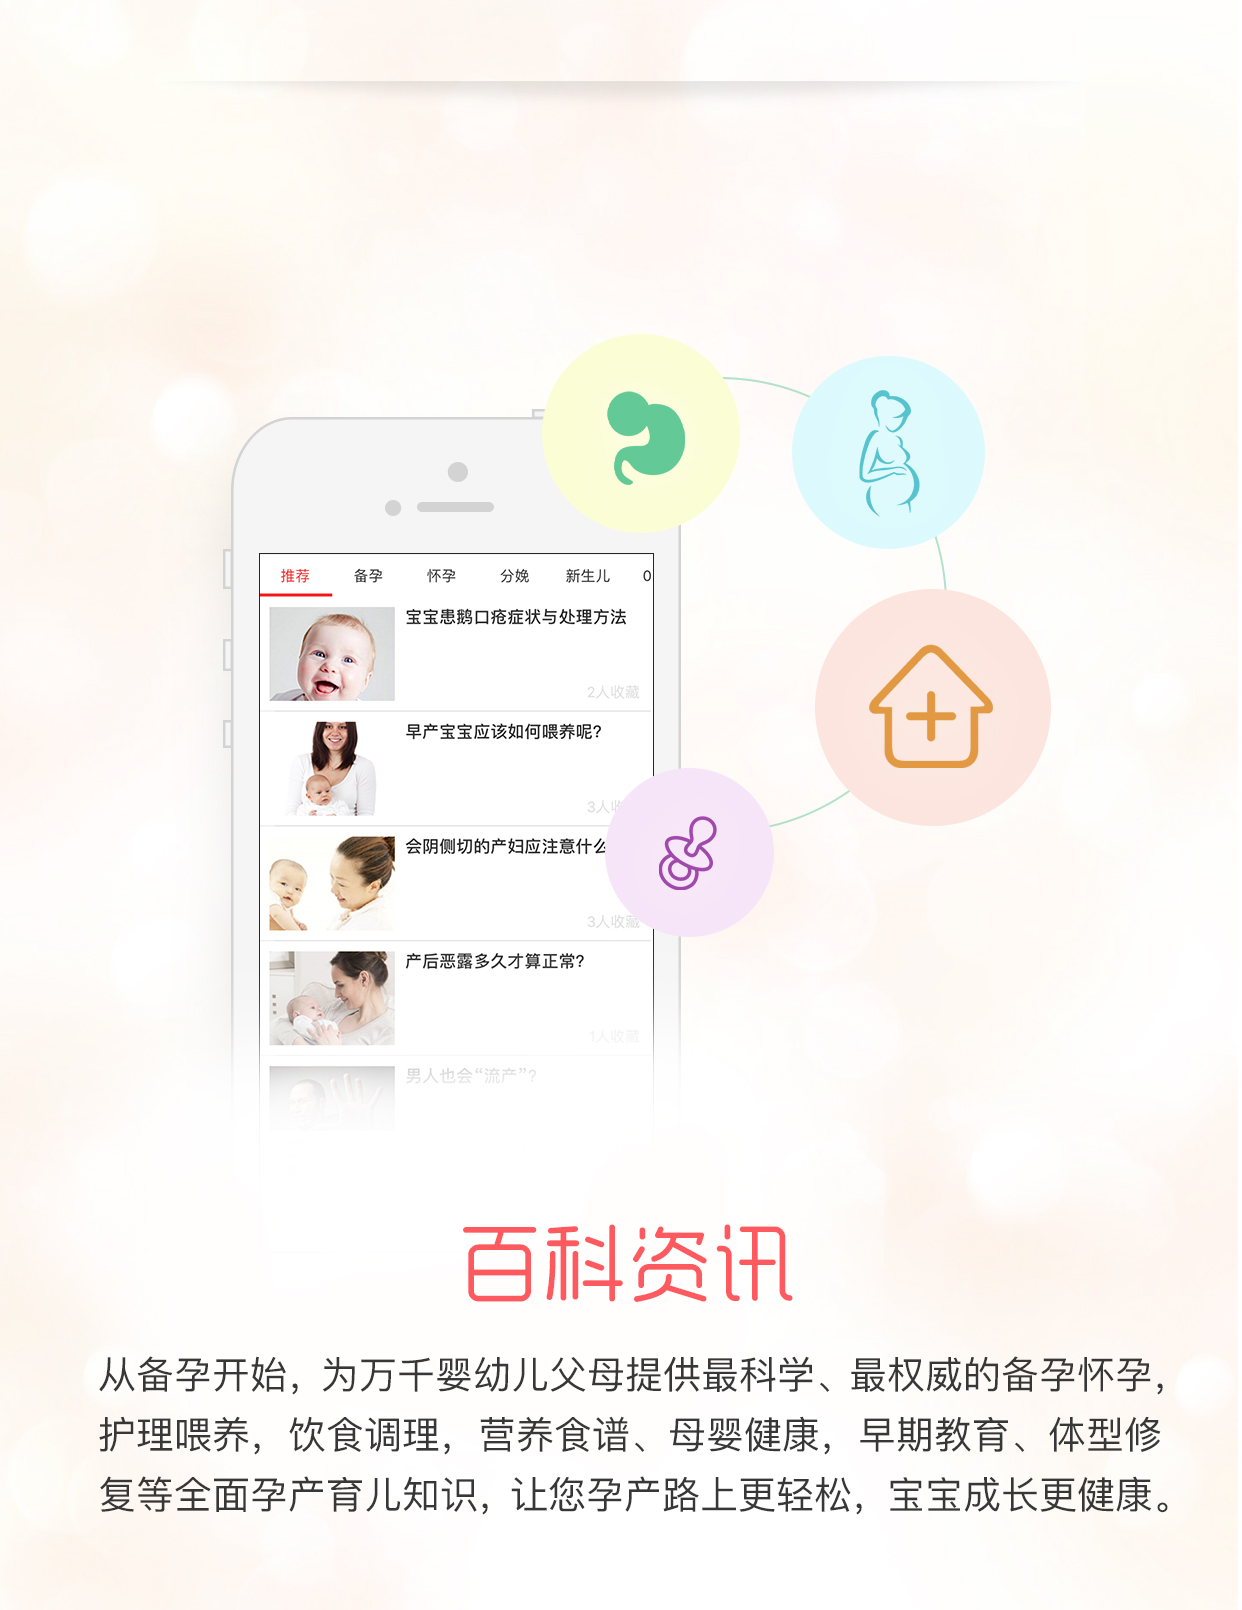 推荐 备孕 怀孕 分娩 新生儿 0
宝宝患鹅口疮症状与处理方法
2人收藏
早产宝宝应该如何喂养呢?
3人收
会阴侧切的产妇应注意什么
3人收藏
产后恶露多久才算正常?
1人收藏
男人也会“流产”?
百科资讯
从备孕开始，为万千婴幼儿父母提供最科学、最权威的备孕怀孕，
护理喂养，饮食调理，营养食谱、母婴健康，早期教育、体型修
复等全面孕产育儿知识，让您孕产路上更轻松，宝宝成长更健康。